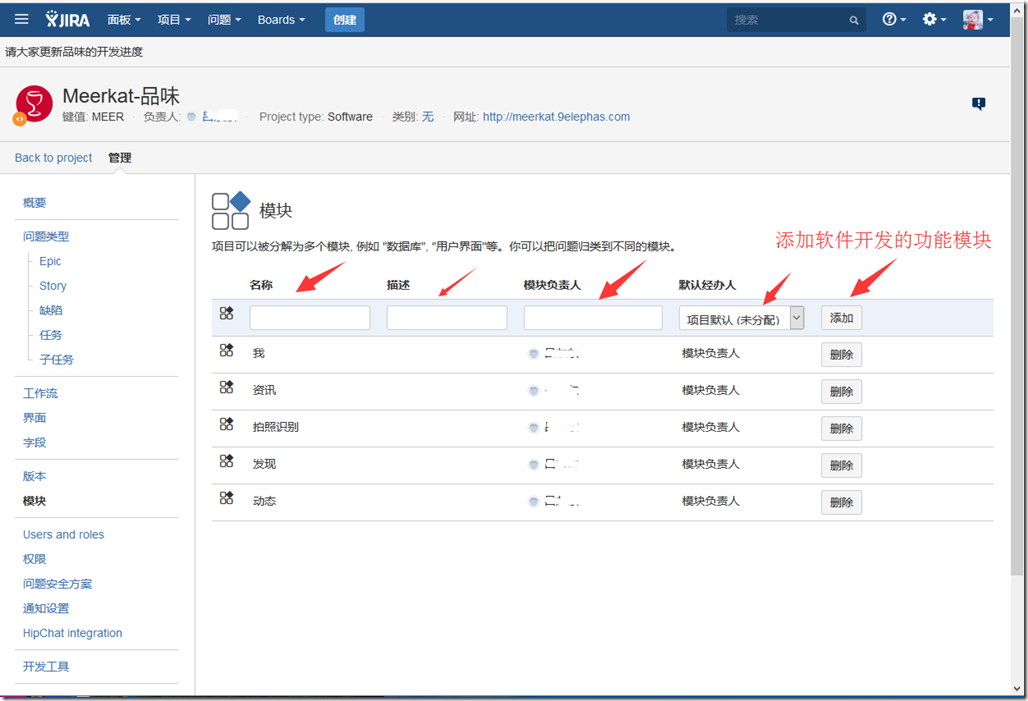 JIRA 面板 项目 问题 Boards 创建 搜索
请大家更新品味的开发进度
Meerkat-品味
键值: MEER 负责人: Project type: Software 类别: 无 网址: http://meerkat.9elephas.com
Back to project 管理
概要
问题类型
Epic
Story
缺陷
任务
子任务
工作流
界面
字段
版本
模块
Users and roles
权限
问题安全方案
通知设置
HipChat integration
开发工具
模块
项目可以被分解为多个模块, 例如 "数据库", "用户界面"等。你可以把问题归类到不同的模块。
添加软件开发的功能模块
名称 描述 模块负责人 默认经办人
项目默认 (未分配) 添加
我 模块负责人 删除
资讯 模块负责人 删除
拍照识别 模块负责人 删除
发现 模块负责人 删除
动态 模块负责人 删除